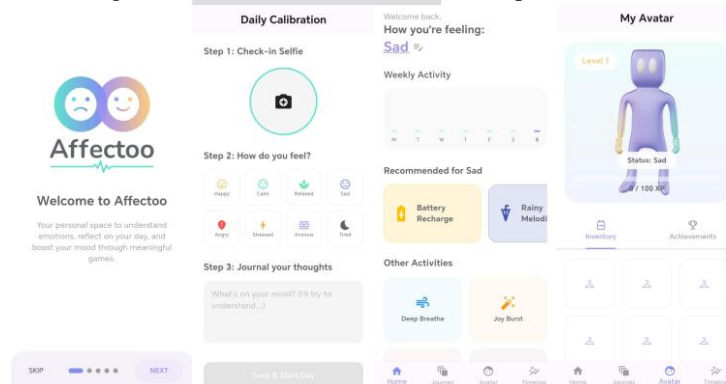 Affectoo
Welcome to Affectoo
Your personal space to understand
emotions, reflect on your day, and
boost your mood through meaningful
games.
SKIP
NEXT
Daily Calibration
Step 1: Check-in Selfie
Step 2: How do you feel?
Happy Calm Relaxed Sad
Angry Stressed Anxious Tired
Step 3: Journal your thoughts
What's on your mind? (I'll try to
understand...)
Save & Start Day
Welcome back,
How you're feeling:
Sad
Weekly Activity
M T W T F S S
Recommended for Sad
Battery
Recharge
Rainy
Melodi
Other Activities
Deep Breathe
Joy Burst
Home Journey Avatar Timeline
My Avatar
Level 1
Status: Sad
0 / 100 XP
Inventory
Achievements
Home Journey Avatar Timeline